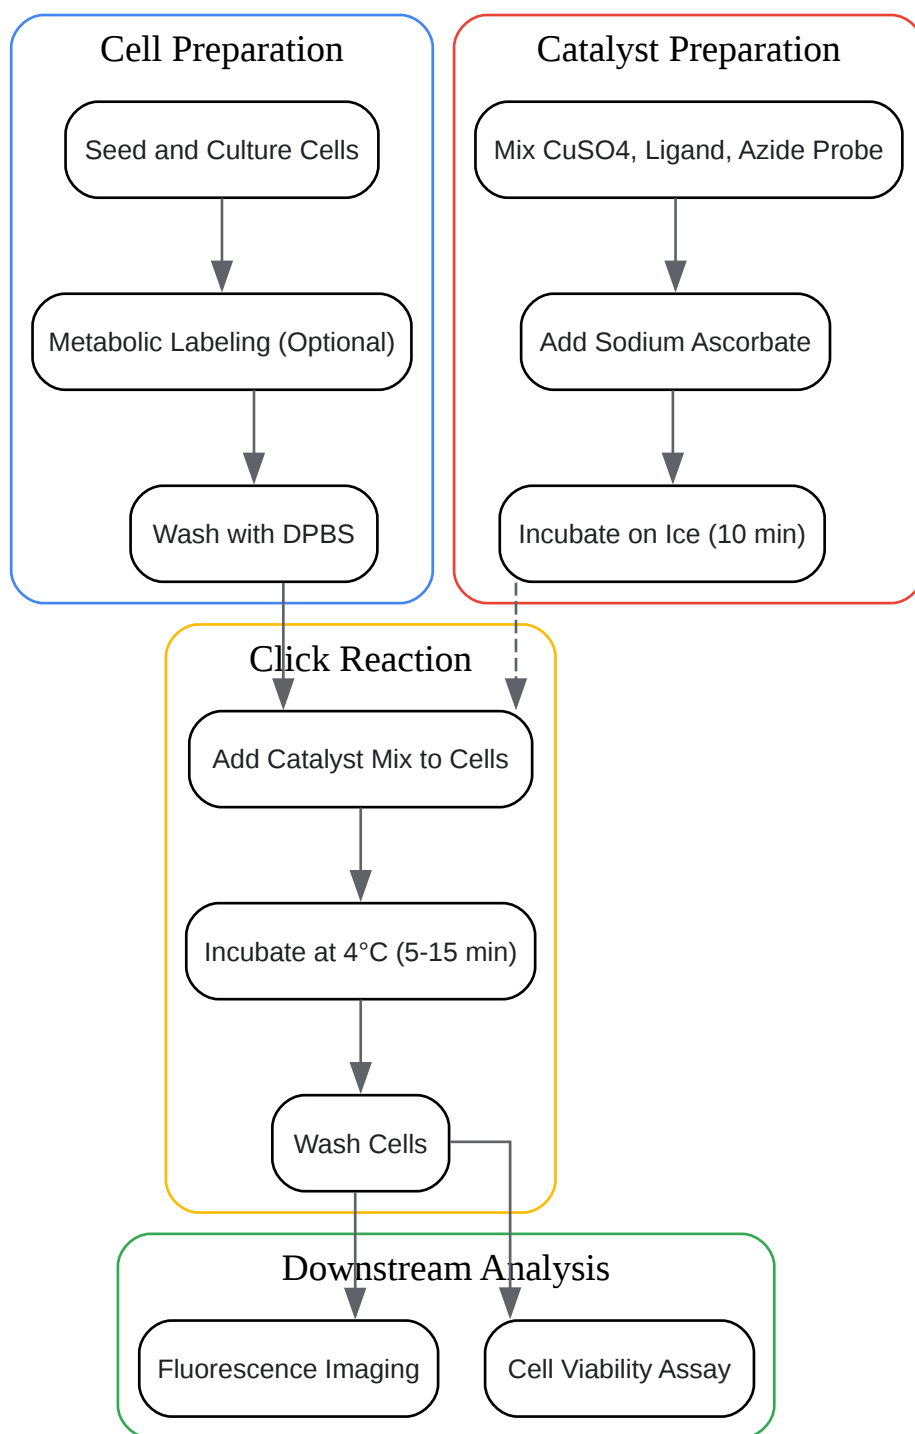 Cell Preparation
Seed and Culture Cells
Metabolic Labeling (Optional)
Wash with DPBS
Catalyst Preparation
Mix CuSO4, Ligand, Azide Probe
Add Sodium Ascorbate
Incubate on Ice (10 min)
Click Reaction
Add Catalyst Mix to Cells
Incubate at 4°C (5-15 min)
Wash Cells
Downstream Analysis
Fluorescence Imaging
Cell Viability Assay